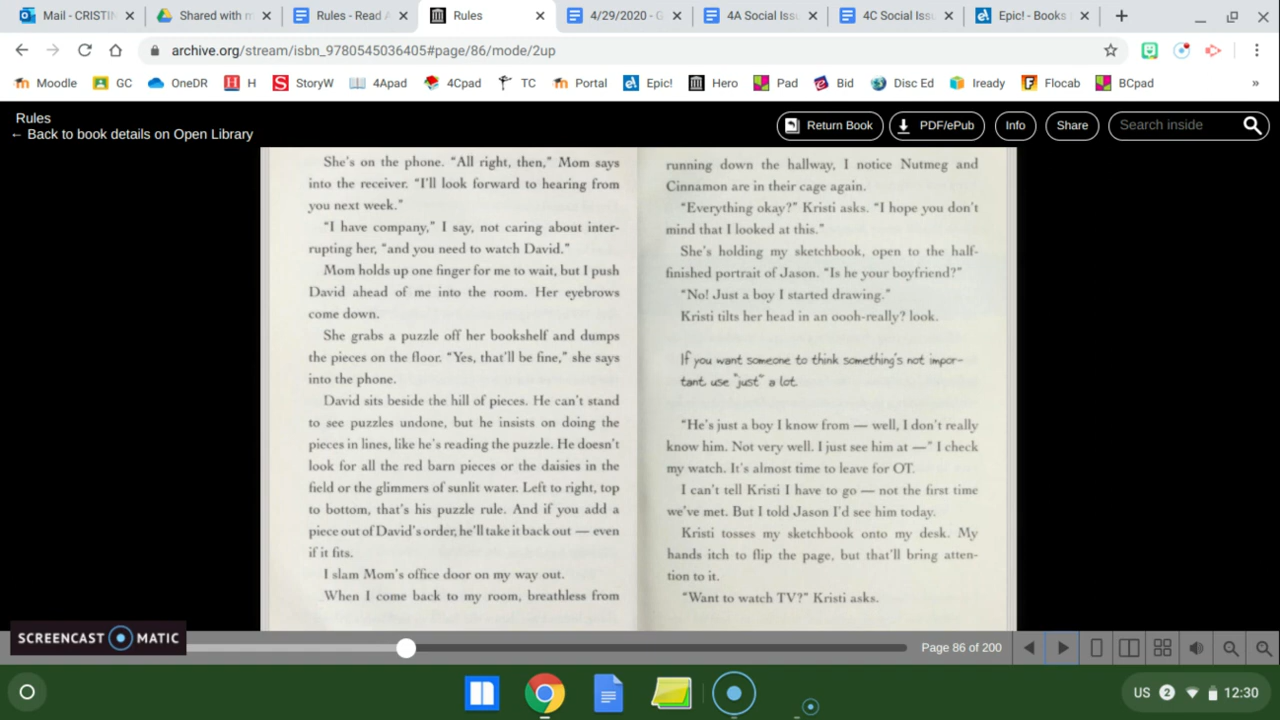 Mail - CRISTIN
Shared with m
Rules - Read A
Rules
4/29/2020 - G
4A Social Issu
4C Social Issu
Epic! - Books
archive.org/stream/isbn_9780545036405#page/86/mode/2up
Moodle
GC
OneDR
H
StoryW
4Apad
4Cpad
TC
Portal
Epic!
Hero
Pad
Bid
Disc Ed
Iready
Flocab
BCpad
»
Rules
← Back to book details on Open Library
Return Book
PDF/ePub
Info
Share
Search inside
She's on the phone. "All right, then," Mom says
into the receiver. "I'll look forward to hearing from
you next week."
"I have company," I say, not caring about inter-
rupting her, "and you need to watch David."
Mom holds up one finger for me to wait, but I push
David ahead of me into the room. Her eyebrows
come down.
She grabs a puzzle off her bookshelf and dumps
the pieces on the floor. "Yes, that'll be fine," she says
into the phone.
David sits beside the hill of pieces. He can't stand
to see puzzles undone, but he insists on doing the
pieces in lines, like he's reading the puzzle. He doesn't
look for all the red barn pieces or the daisies in the
field or the glimmers of sunlit water. Left to right, top
to bottom, that's his puzzle rule. And if you add a
piece out of David's order, he'll take it back out — even
if it fits.
I slam Mom's office door on my way out.
When I come back to my room, breathless from
running down the hallway, I notice Nutmeg and
Cinnamon are in their cage again.
"Everything okay?" Kristi asks. "I hope you don't
mind that I looked at this."
She's holding my sketchbook, open to the half-
finished portrait of Jason. "Is he your boyfriend?"
"No! Just a boy I started drawing."
Kristi tilts her head in an oooh-really? look.
If you want someone to think something's not impor-
tant, use "just" a lot.
"He's just a boy I know from — well, I don't really
know him. Not very well. I just see him at —" I check
my watch. It's almost time to leave for OT.
I can't tell Kristi I have to go — not the first time
we've met. But I told Jason I'd see him today.
Kristi tosses my sketchbook onto my desk. My
hands itch to flip the page, but that'll bring atten-
tion to it.
"Want to watch TV?" Kristi asks.
SCREENCAST MATIC
Page 86 of 200
US 2 12:30